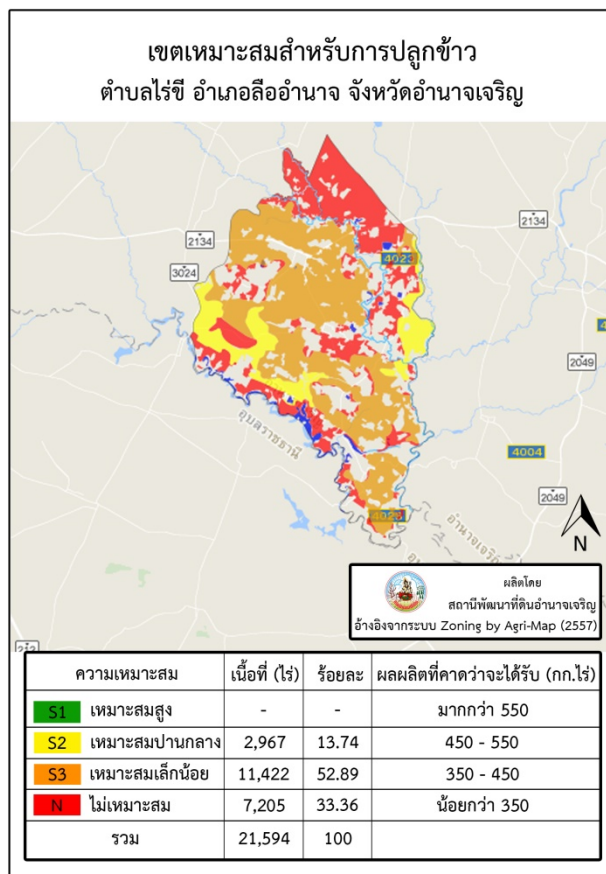 เขตเหมาะสมสำหรับการปลูกข้าว
ตำบลไร่ขี อำเภอลืออำนาจ จังหวัดอำนาจเจริญ
2134
2134
4023
3024
2049
อุบลราชธานี
4004
2049
4023
อำนาจเจริญ
N
ผลิตโดย
สถานีพัฒนาที่ดินอำนาจเจริญ
อ้างอิงจากระบบ Zoning by Agri-Map (2557)
ความเหมาะสม เนื้อที่ (ไร่) ร้อยละ ผลผลิตที่คาดว่าจะได้รับ (กก.ไร่)
S1 เหมาะสมสูง - - มากกว่า 550
S2 เหมาะสมปานกลาง 2,967 13.74 450 - 550
S3 เหมาะสมเล็กน้อย 11,422 52.89 350 - 450
N ไม่เหมาะสม 7,205 33.36 น้อยกว่า 350
รวม 21,594 100